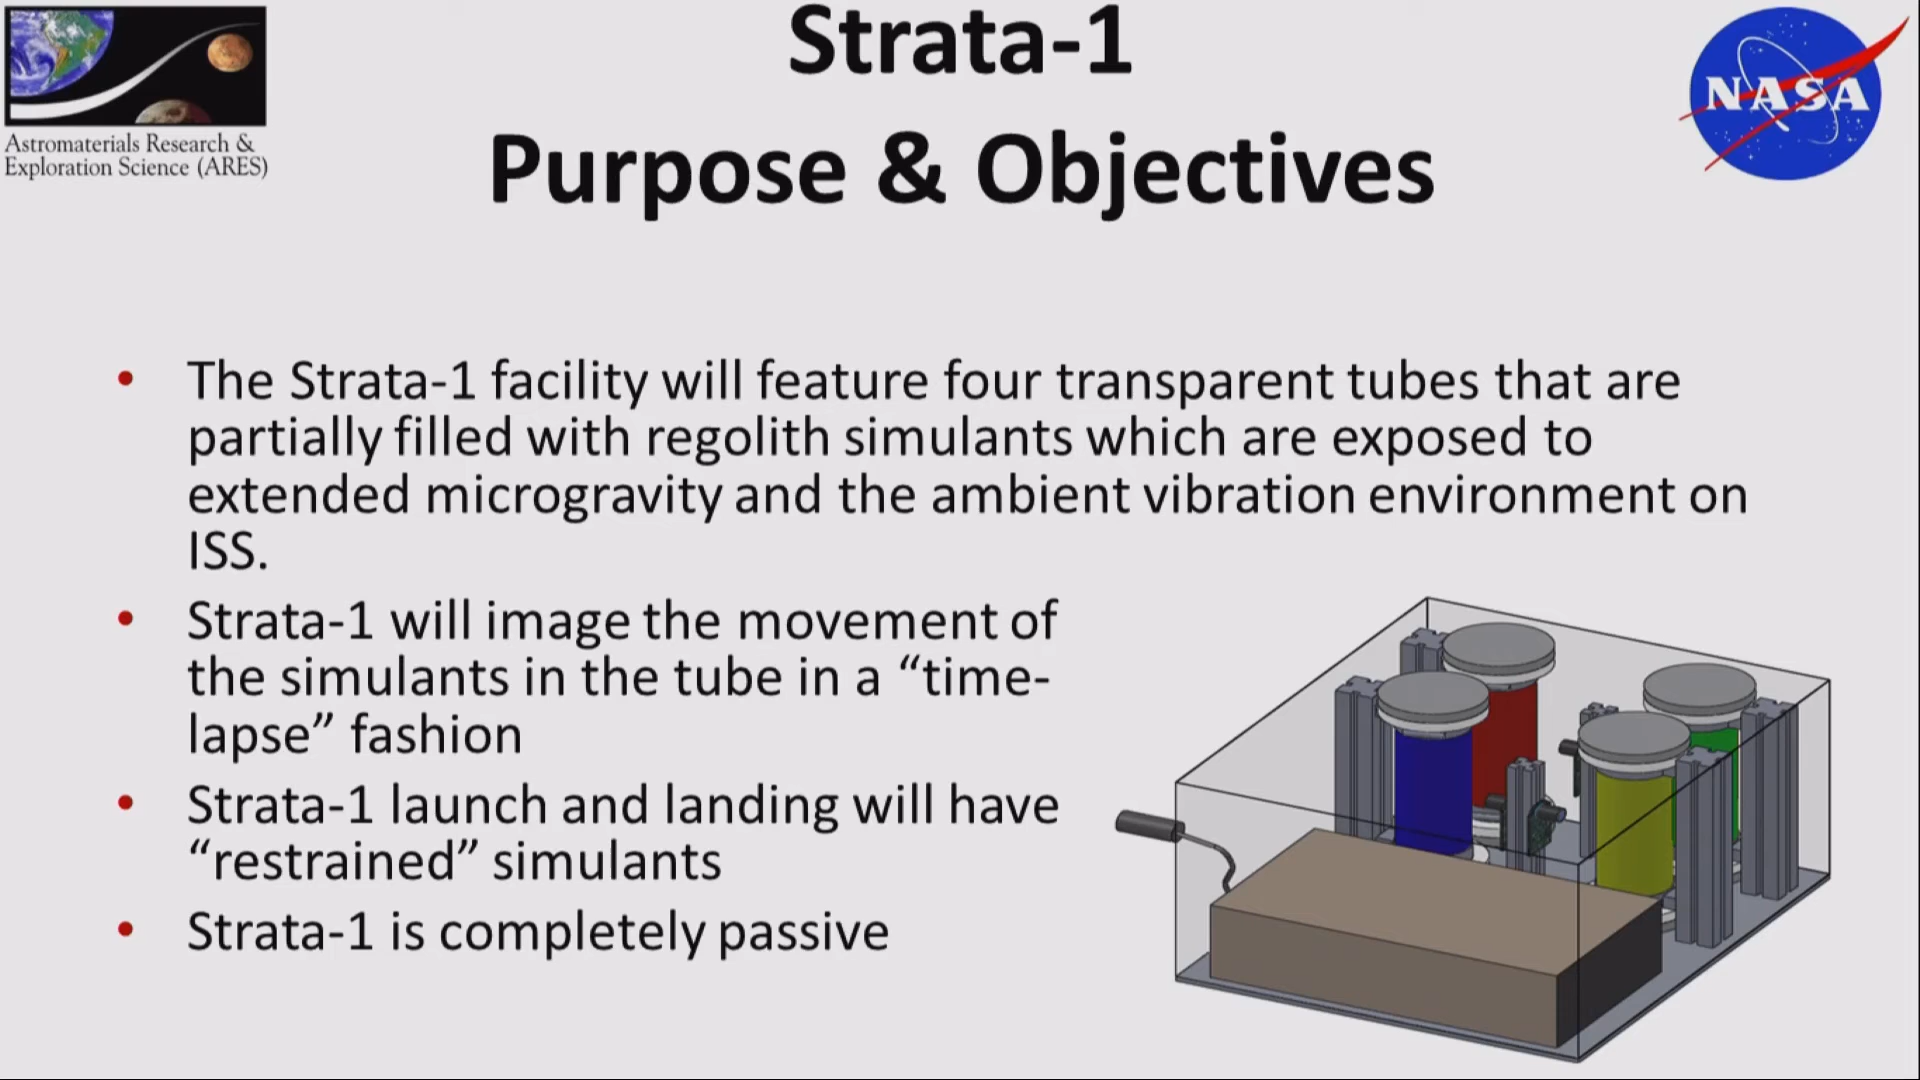 Strata-1
Purpose & Objectives
Astromaterials Research &
Exploration Science (ARES)
NASA
• The Strata-1 facility will feature four transparent tubes that are
partially filled with regolith simulants which are exposed to
extended microgravity and the ambient vibration environment on
ISS.
• Strata-1 will image the movement of
the simulants in the tube in a “time-
lapse” fashion
• Strata-1 launch and landing will have
“restrained” simulants
• Strata-1 is completely passive